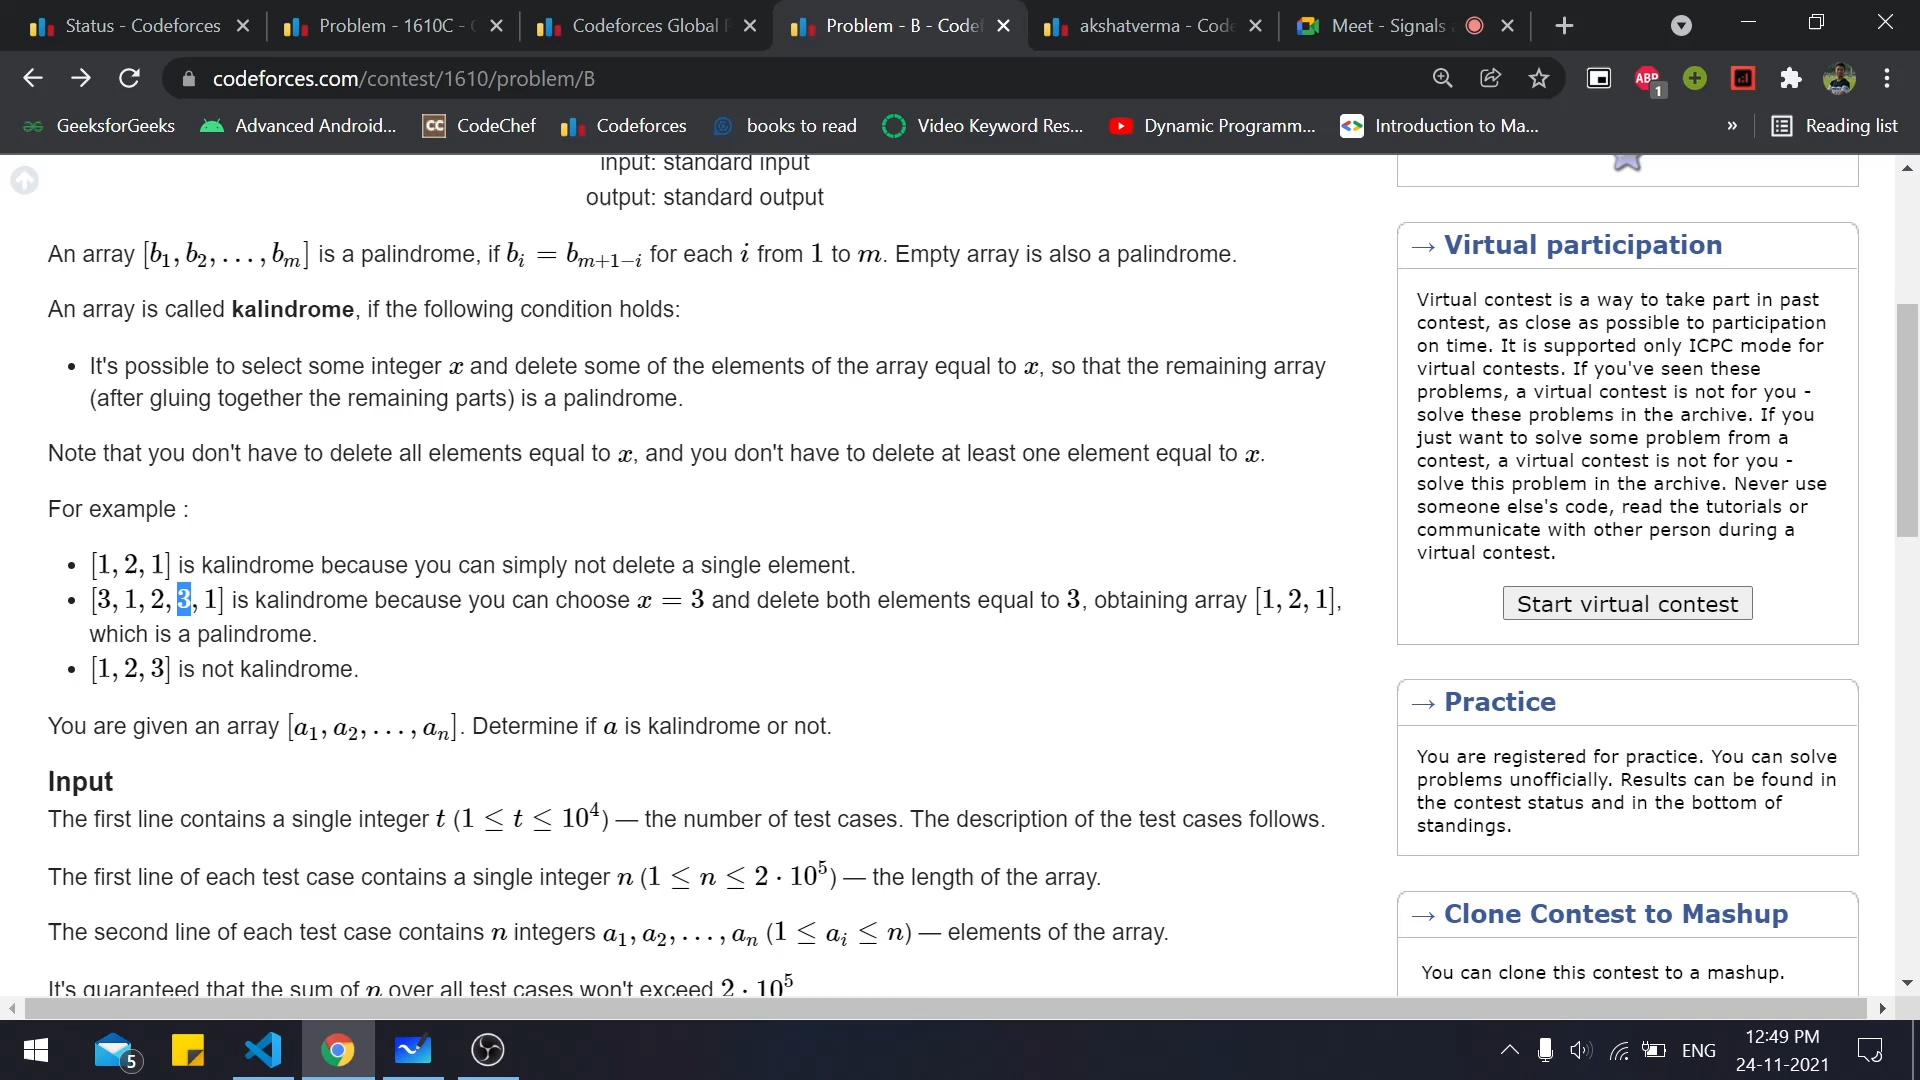 Status - Codeforces
Problem - 1610C -
Codeforces Global
Problem - B - Codef
akshatverma - Code
Meet - Signals
codeforces.com/contest/1610/problem/B
ABP
1
GeeksforGeeks
Advanced Android...
CC CodeChef
Codeforces
books to read
Video Keyword Res...
Dynamic Programm...
Introduction to Ma...
»
Reading list
input: standard input
output: standard output
An array [b₁, b₂, . . . , bₘ] is a palindrome, if bᵢ = bₘ₊₁₋ᵢ for each i from 1 to m. Empty array is also a palindrome.
An array is called kalindrome, if the following condition holds:
• It's possible to select some integer x and delete some of the elements of the array equal to x, so that the remaining array
(after gluing together the remaining parts) is a palindrome.
Note that you don't have to delete all elements equal to x, and you don't have to delete at least one element equal to x.
For example :
• [1, 2, 1] is kalindrome because you can simply not delete a single element.
• [3, 1, 2, 3, 1] is kalindrome because you can choose x = 3 and delete both elements equal to 3, obtaining array [1, 2, 1],
which is a palindrome.
• [1, 2, 3] is not kalindrome.
You are given an array [a₁, a₂, . . . , aₙ]. Determine if a is kalindrome or not.
Input
The first line contains a single integer t (1 ≤ t ≤ 10⁴) — the number of test cases. The description of the test cases follows.
The first line of each test case contains a single integer n (1 ≤ n ≤ 2 · 10⁵) — the length of the array.
The second line of each test case contains n integers a₁, a₂, . . . , aₙ (1 ≤ aᵢ ≤ n) — elements of the array.
It's guaranteed that the sum of n over all test cases won't exceed 2 · 10⁵
→ Virtual participation
Virtual contest is a way to take part in past
contest, as close as possible to participation
on time. It is supported only ICPC mode for
virtual contests. If you've seen these
problems, a virtual contest is not for you -
solve these problems in the archive. If you
just want to solve some problem from a
contest, a virtual contest is not for you -
solve this problem in the archive. Never use
someone else's code, read the tutorials or
communicate with other person during a
virtual contest.
Start virtual contest
→ Practice
You are registered for practice. You can solve
problems unofficially. Results can be found in
the contest status and in the bottom of
standings.
→ Clone Contest to Mashup
You can clone this contest to a mashup.
5
ENG
12:49 PM
24-11-2021